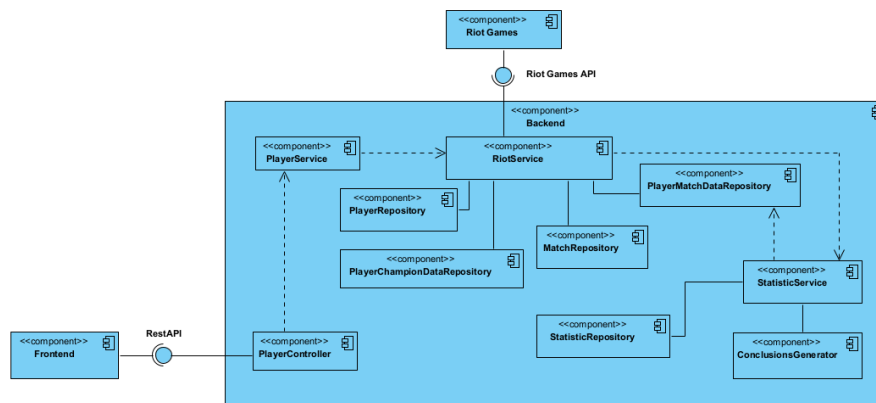 <<component>>
Riot Games
Riot Games API
<<component>>
Backend
<<component>>
PlayerService
<<component>>
RiotService
<<component>>
PlayerMatchDataRepository
<<component>>
PlayerRepository
<<component>>
MatchRepository
<<component>>
PlayerChampionDataRepository
<<component>>
StatisticService
<<component>>
StatisticRepository
<<component>>
ConclusionsGenerator
<<component>>
Frontend
RestAPI
<<component>>
PlayerController